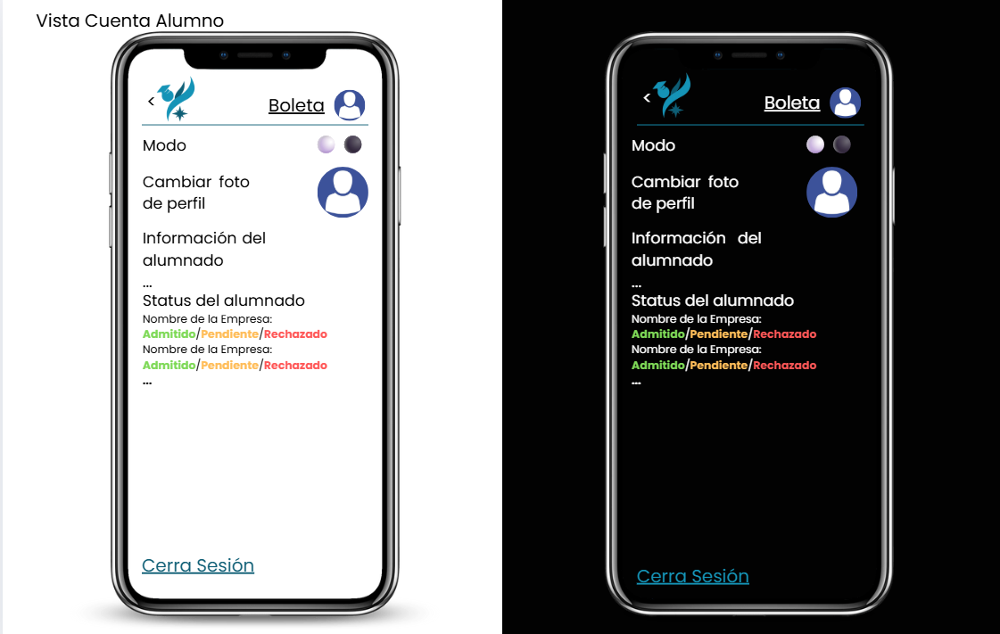 Vista Cuenta Alumno
<
Boleta
Modo
Cambiar foto
de perfil
Información del
alumnado
...
Status del alumnado
Nombre de la Empresa:
Admitido/Pendiente/Rechazado
Nombre de la Empresa:
Admitido/Pendiente/Rechazado
...
Cerra Sesión
<
Boleta
Modo
Cambiar foto
de perfil
Información del
alumnado
...
Status del alumnado
Nombre de la Empresa:
Admitido/Pendiente/Rechazado
Nombre de la Empresa:
Admitido/Pendiente/Rechazado
...
Cerra Sesión